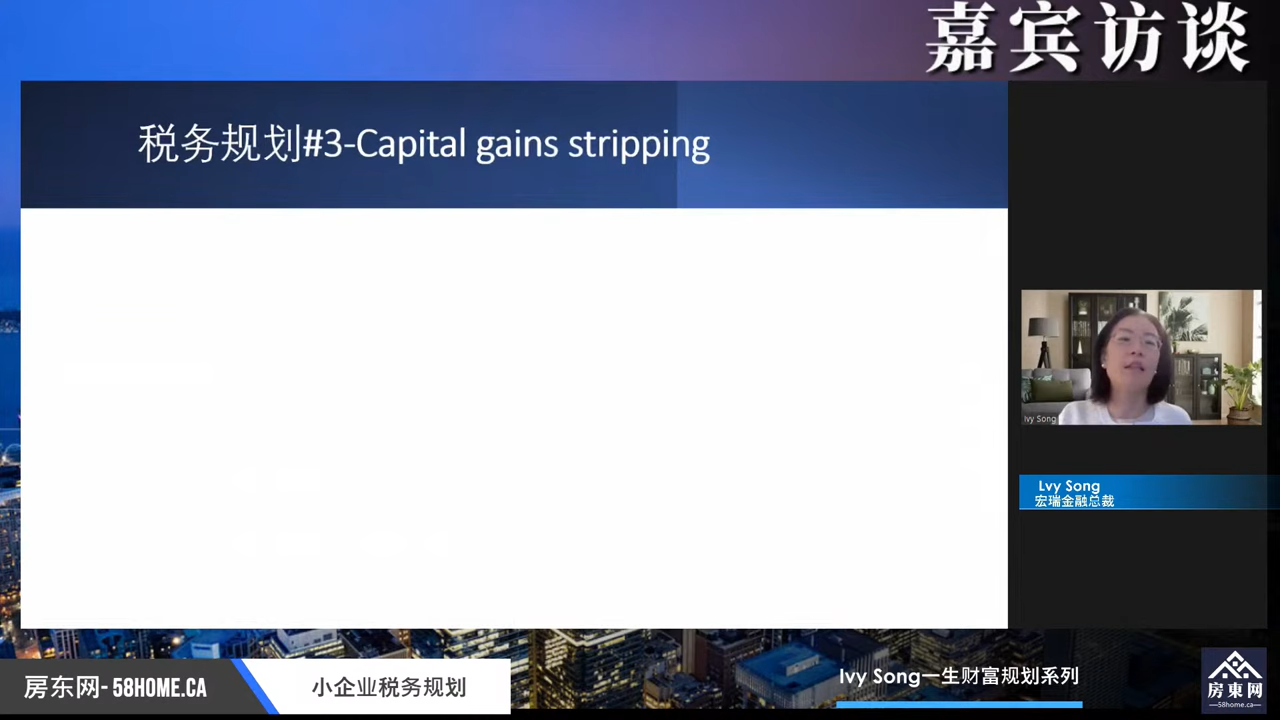 嘉宾访谈
税务规划#3-Capital gains stripping
Ivy Song
Lvy Song
宏瑞金融总裁
房东网- 58HOME.CA
小企业税务规划
Ivy Song一生财富规划系列
房東网
58home.ca